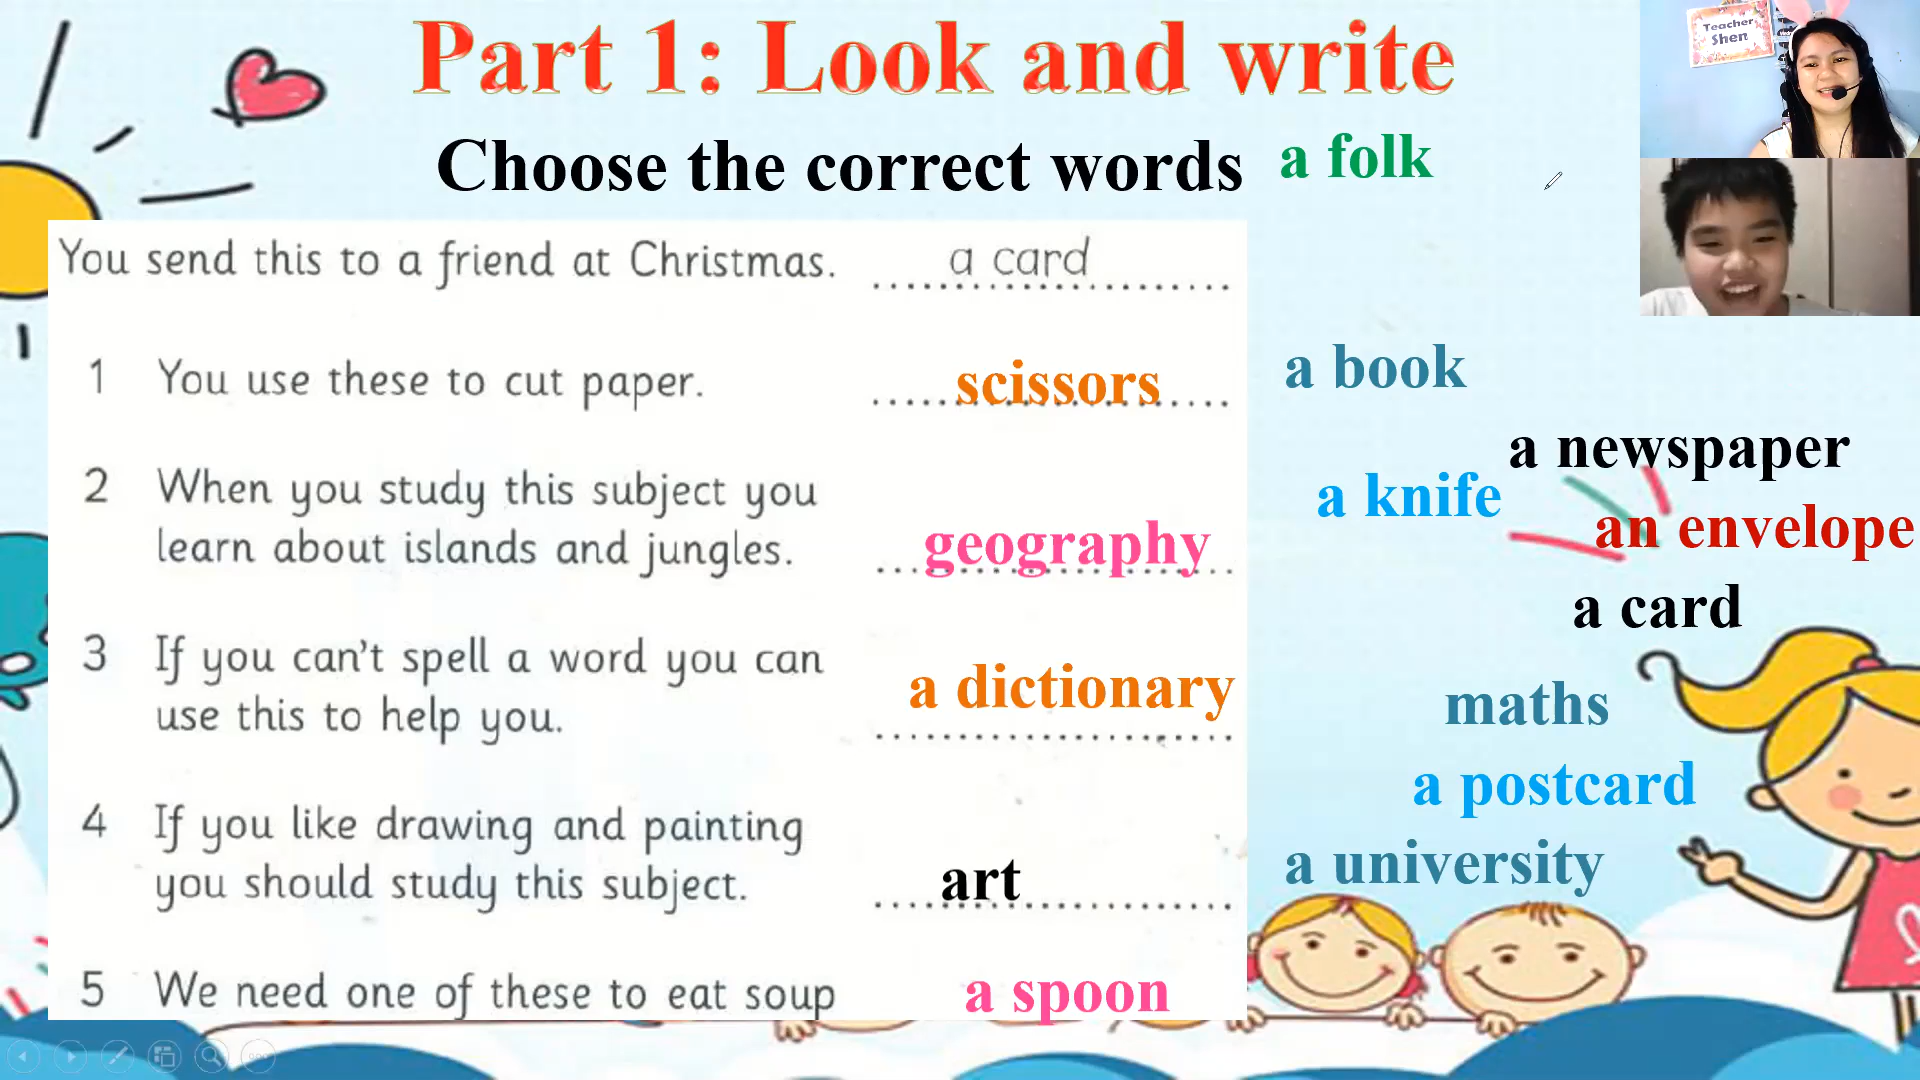 Part 1: Look and write
Teacher
Shen
Choose the correct words
a folk
You send this to a friend at Christmas. a card
1 You use these to cut paper. scissors
a book
2 When you study this subject you
learn about islands and jungles. geography
a newspaper
a knife
an envelope
a card
3 If you can't spell a word you can
use this to help you. a dictionary
maths
a postcard
4 If you like drawing and painting
you should study this subject. art
a university
5 We need one of these to eat soup a spoon